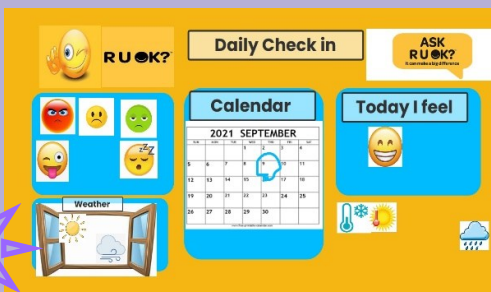 R U OK?
Daily Check in
ASK
R U OK?
Calendar
Today I feel
2021 SEPTEMBER
1 2 3 4
5 6 7 8 9 10 11
12 13 14 15 16 17 18
19 20 21 22 23 24 25
26 27 28 29 30
zzZ
Weather